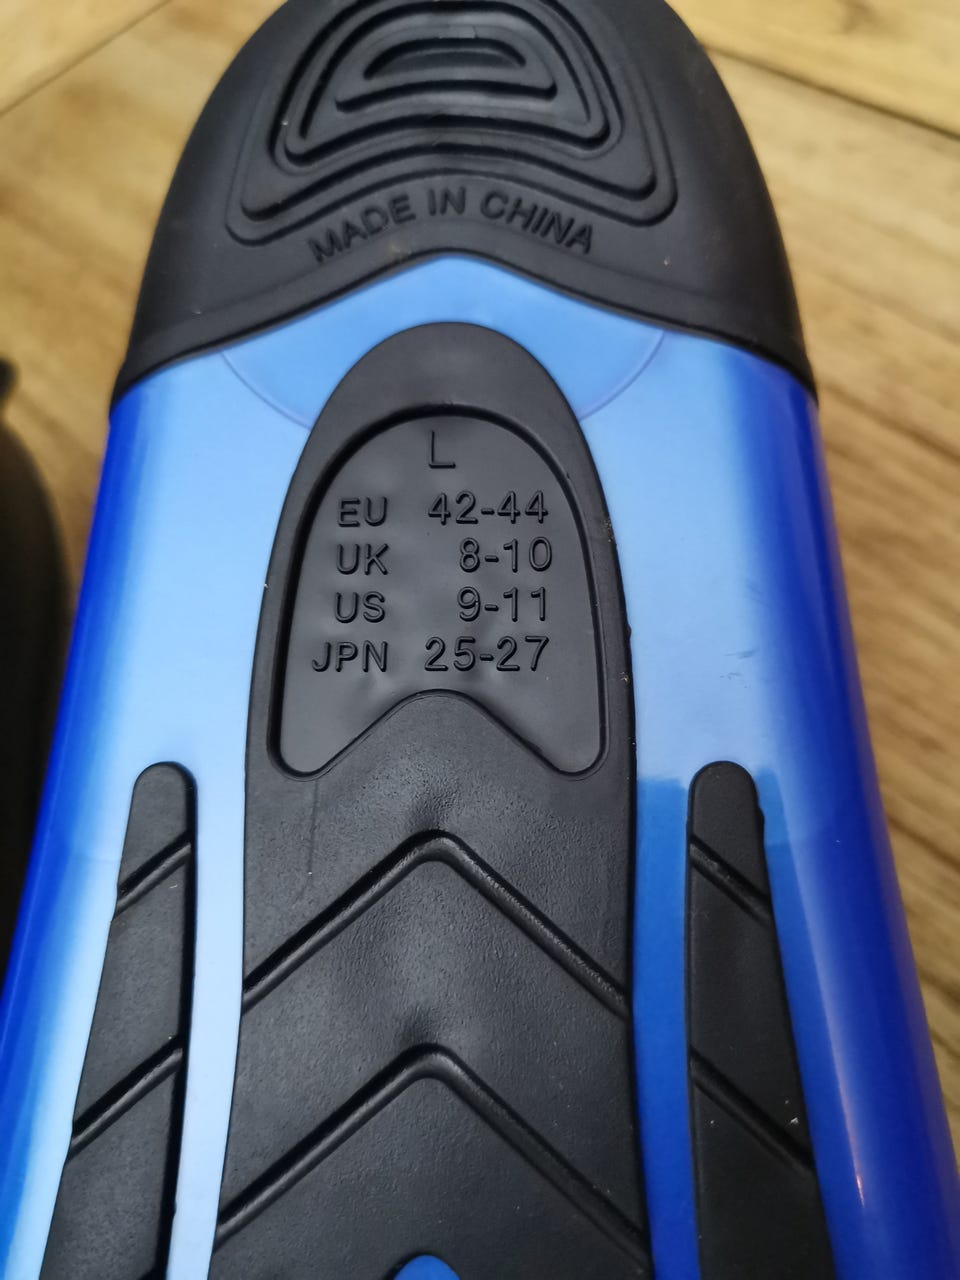 MADE IN CHINA
L
EU 42-44
UK 8-10
US 9-11
JPN 25-27